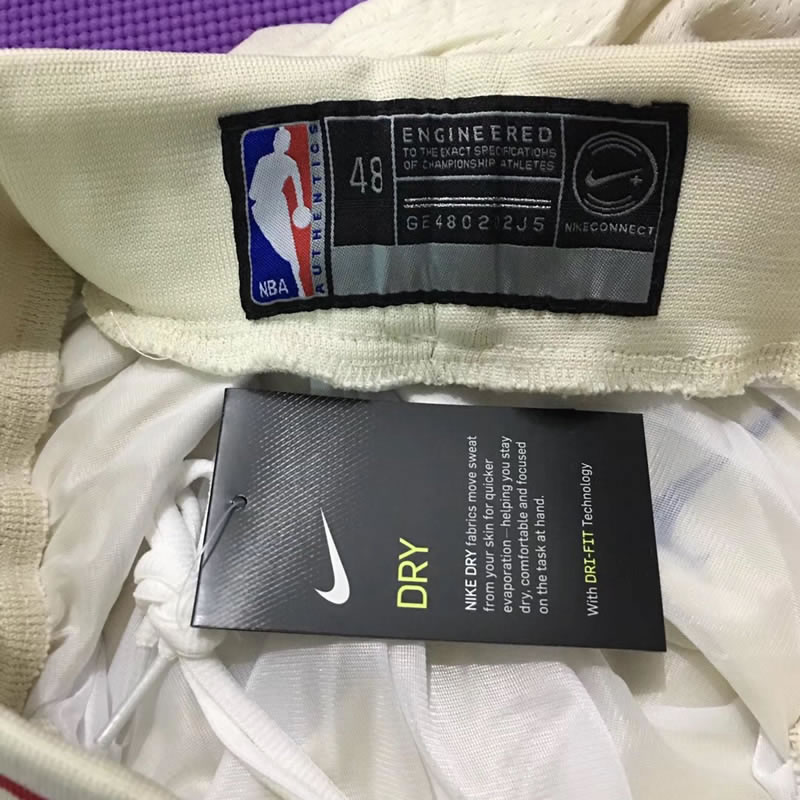 NBA
AUTHENTICS
48
ENGINEERED
TO THE EXACT SPECIFICATIONS
OF CHAMPIONSHIP ATHLETES
GE480202J5
NIKECONNECT
DRY
NIKE DRY fabrics move sweat
from your skin for quicker
evaporation—helping you stay
dry, comfortable and focused
on the task at hand.
With DRI-FIT Technology